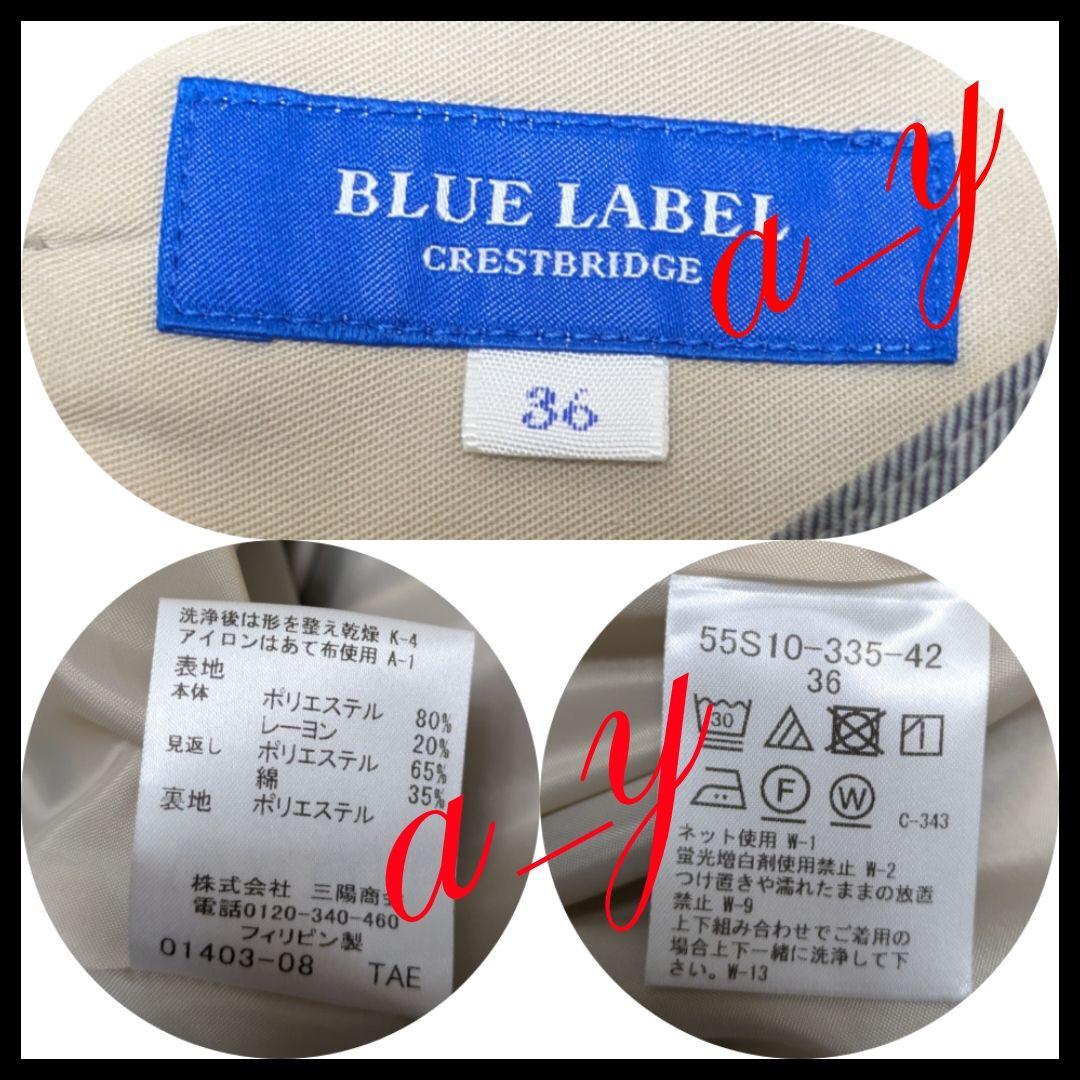 BLUE LABEL
CRESTBRIDGE
36
a-y
洗浄後は形を整え乾燥 K-4
アイロンはあて布使用 A-1
表地
本体 ポリエステル 80%
レーヨン 20%
見返し ポリエステル 65%
綿 35%
裏地 ポリエステル
株式会社 三陽商会
電話0120-340-460
フィリピン製
01403-08 TAE
a-y
55S10-335-42
36
30
1
F W
C-343
ネット使用 W-1
蛍光増白剤使用禁止 W-2
つけ置きや濡れたままの放置
禁止 W-9
上下組み合わせでご着用の
場合上下一緒に洗浄して下
さい。W-13